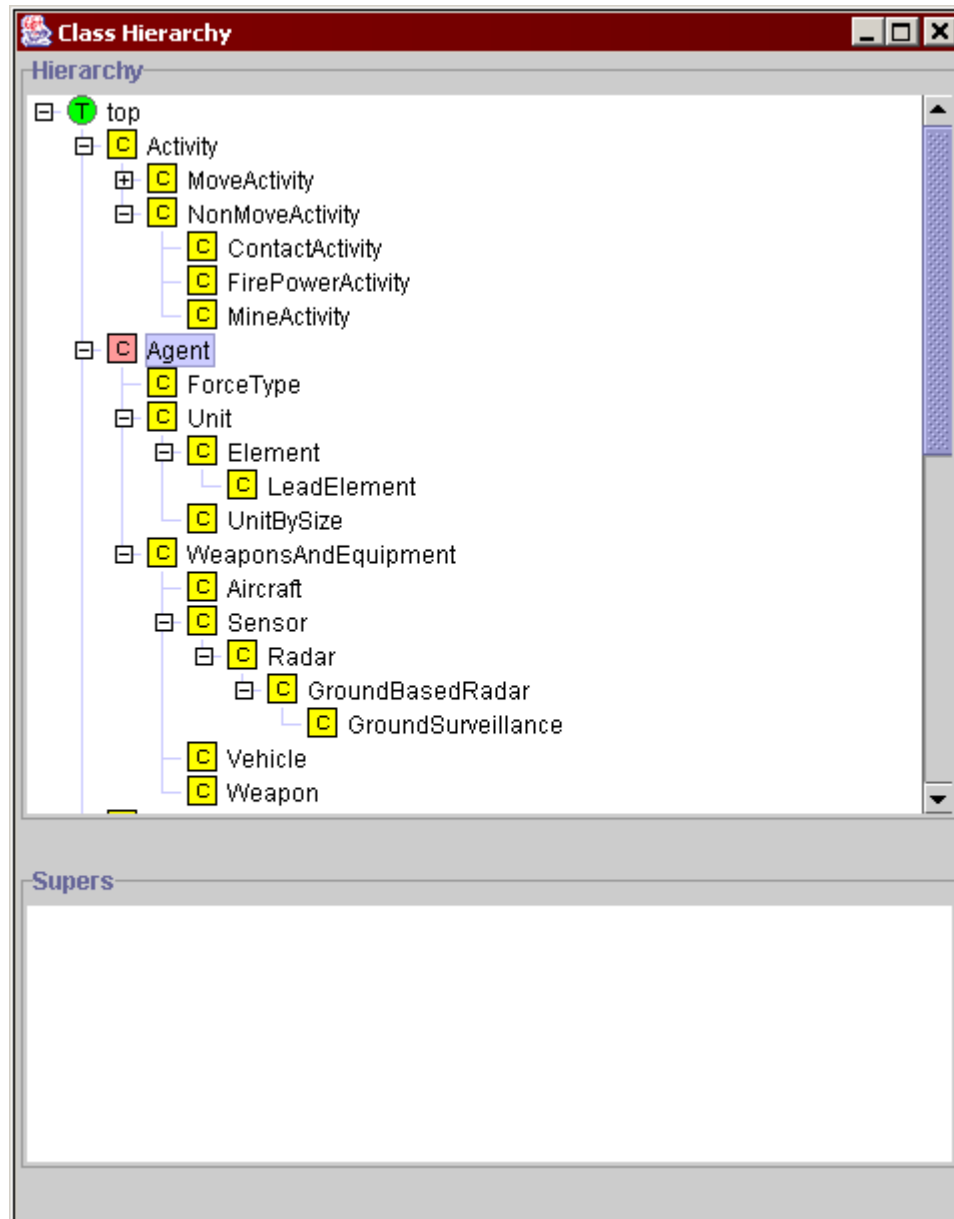 Class Hierarchy
Hierarchy
T top
C Activity
C MoveActivity
C NonMoveActivity
C ContactActivity
C FirePowerActivity
C MineActivity
C Agent
C ForceType
C Unit
C Element
C LeadElement
C UnitBySize
C WeaponsAndEquipment
C Aircraft
C Sensor
C Radar
C GroundBasedRadar
C GroundSurveillance
C Vehicle
C Weapon
Supers